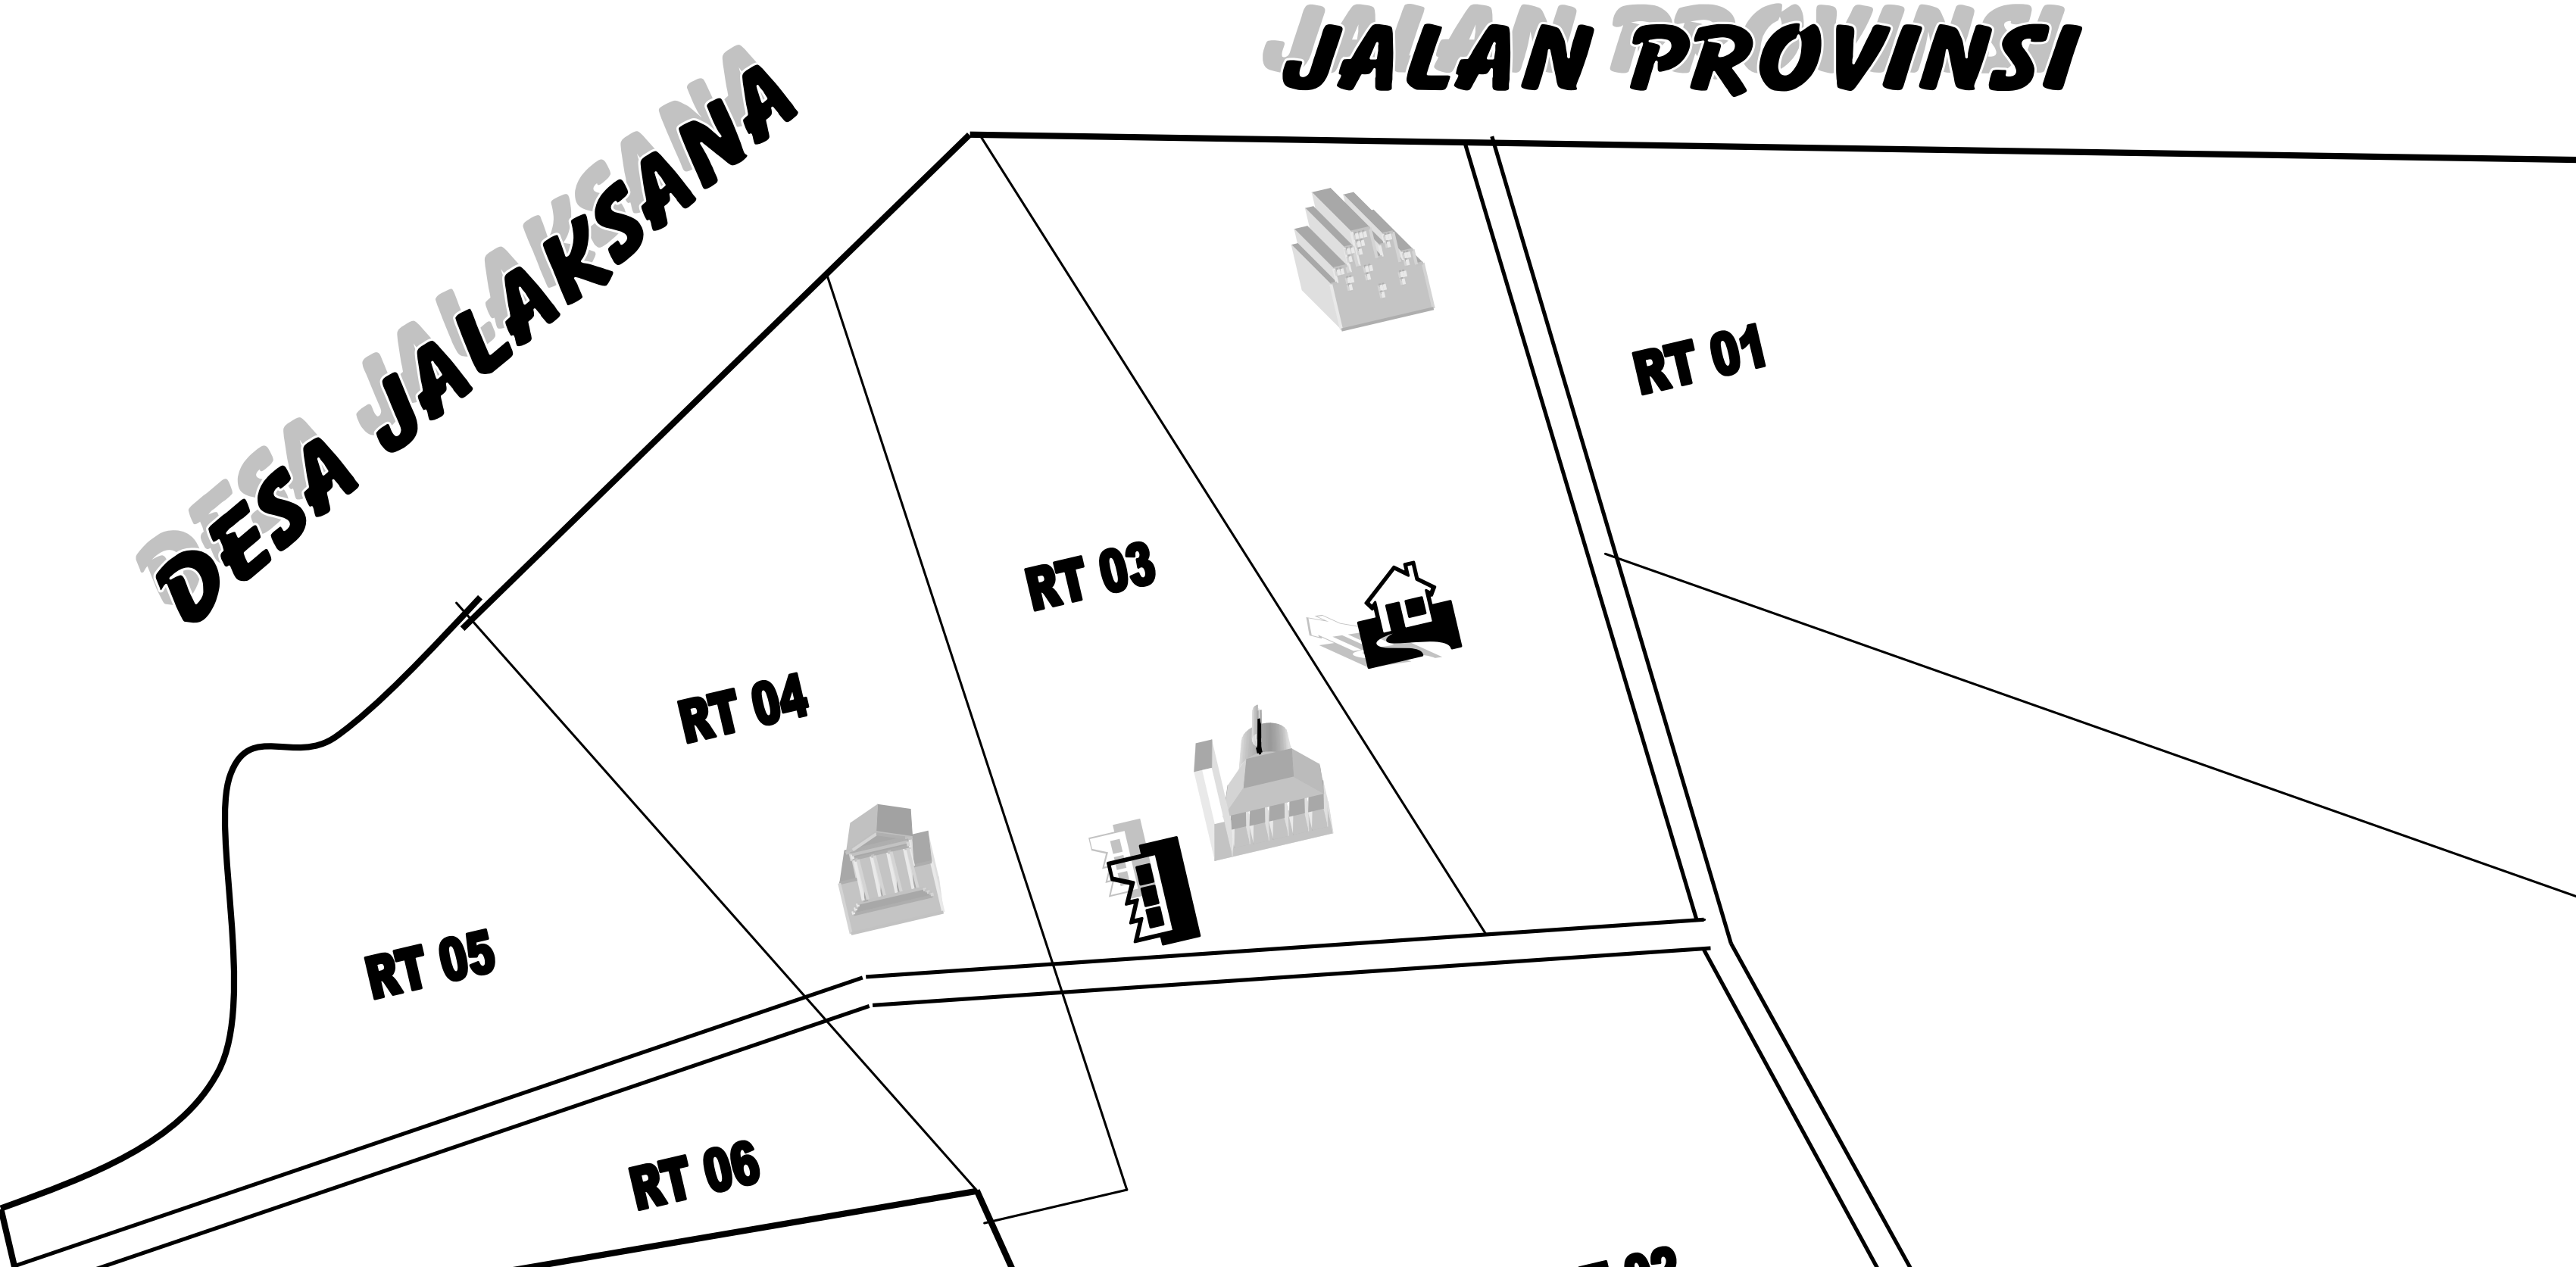 JALAN PROVINSI
DESA JALAKSANA
RT 01
RT 03
RT 04
RT 05
RT 06